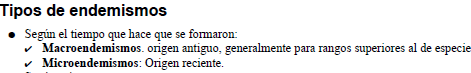 Tipos de endemismos
● Según el tiempo que hace que se formaron:
✔ Macroendemismos. origen antiguo, generalmente para rangos superiores al de especie
✔ Microendemismos: Origen reciente.